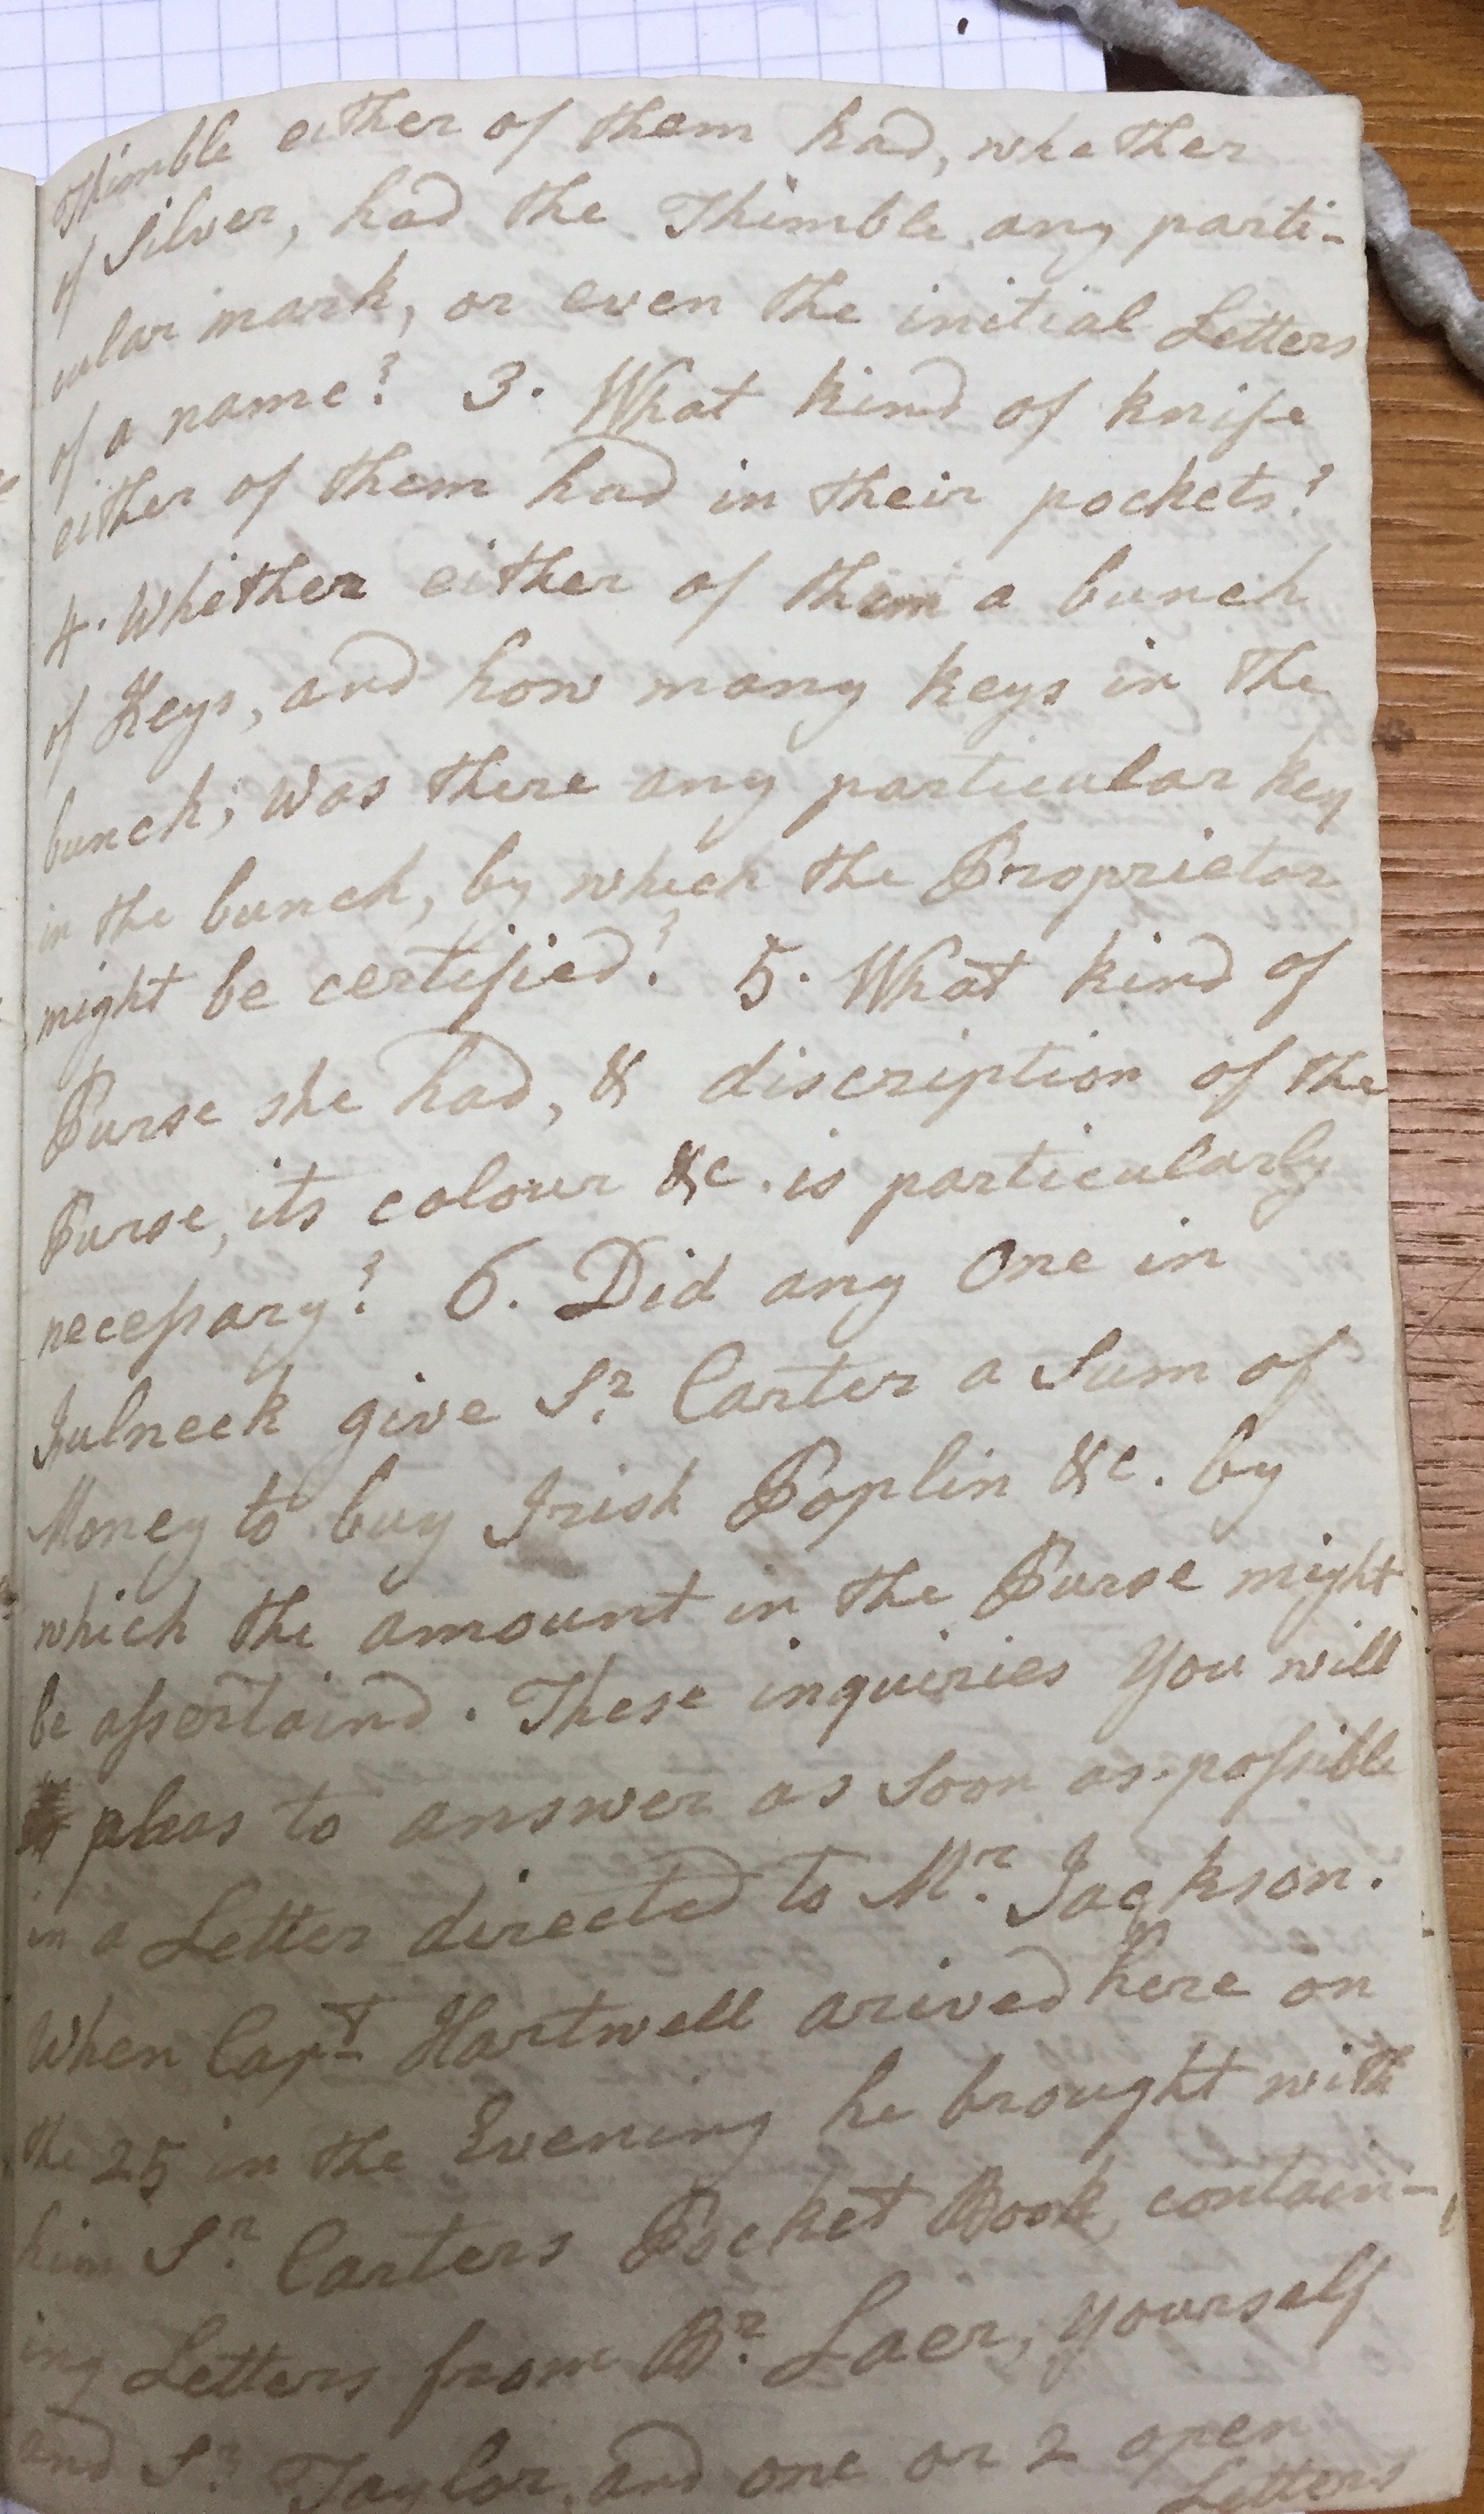 Thimble either of them had, whether
of Silver, had the Thimble any parti-
cular mark, or even the initial Letters
of a name? 3. What kind of knife
either of them had in their pockets?
4. Whether either of them a bunch
of Keys, and how many keys in the
bunch; was there any particular key
in the bunch, by which the Proprietor
might be certified? 5. What kind of
Purse she had, & discription of the
Purse, its colour &c. is particularly
necessary? 6. Did any One in
Fulneck give Sr. Carter a Sum of
Money to buy Irish Poplin &c. by
which the amount in the Purse might
be assertaind. These inquiries you will
pleas to answer as soon as possible
in a Letter directed to Mr. Jackson.
When Capt Hartwell arived here on
the 25 in the Evening he brought with
him Sr. Carters Pocket Book, contain-
ing Letters from Br. Laer, yourself
and Sr. Taylor, and one or 2 open
Letters